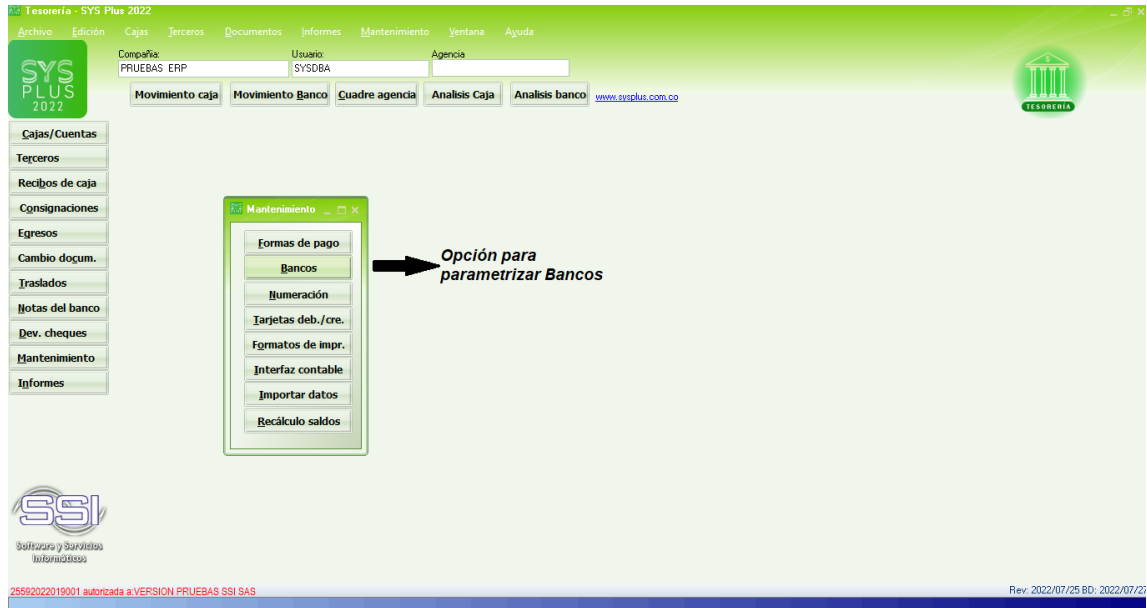 Tesorería - SYS Plus 2022
Archivo Edición Cajas Terceros Documentos Informes Mantenimiento Ventana Ayuda
Compañia: Usuario: Agencia
PRUEBAS ERP SYSDBA
SYS
PLUS
2022
Movimiento caja Movimiento Banco Cuadre agencia Analisis Caja Analisis banco www.sysplus.com.co
TESORERÍA
Cajas/Cuentas
Terceros
Recibos de caja
Consignaciones
Egresos
Cambio docum.
Traslados
Notas del banco
Dev. cheques
Mantenimiento
Informes
Mantenimiento
Formas de pago
Bancos
Numeración
Tarjetas deb./cre.
Formatos de impr.
Interfaz contable
Importar datos
Recálculo saldos
Opción para
parametrizar Bancos
SSI
Software y Servicios
Informáticos
25592022019001 autorizada a:VERSION PRUEBAS SSI SAS
Rev: 2022/07/25 BD: 2022/07/27